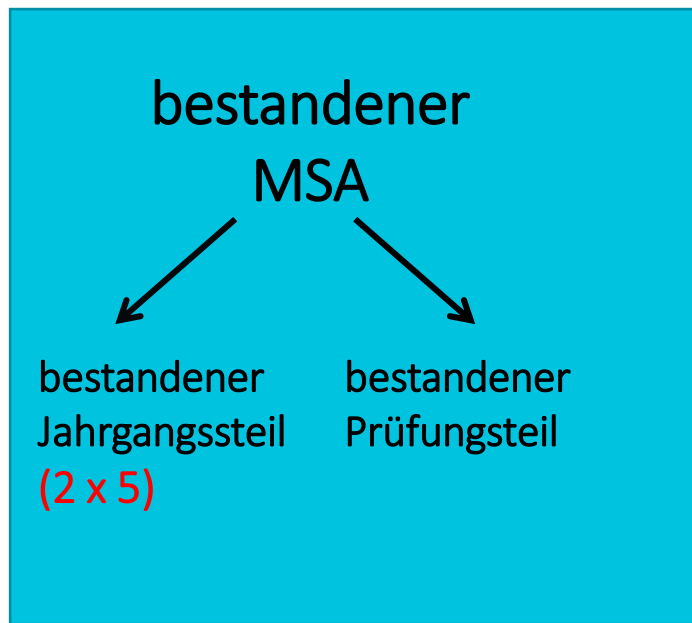 bestandener
MSA
bestandener
Jahrgangssteil
(2 x 5)
bestandener
Prüfungsteil